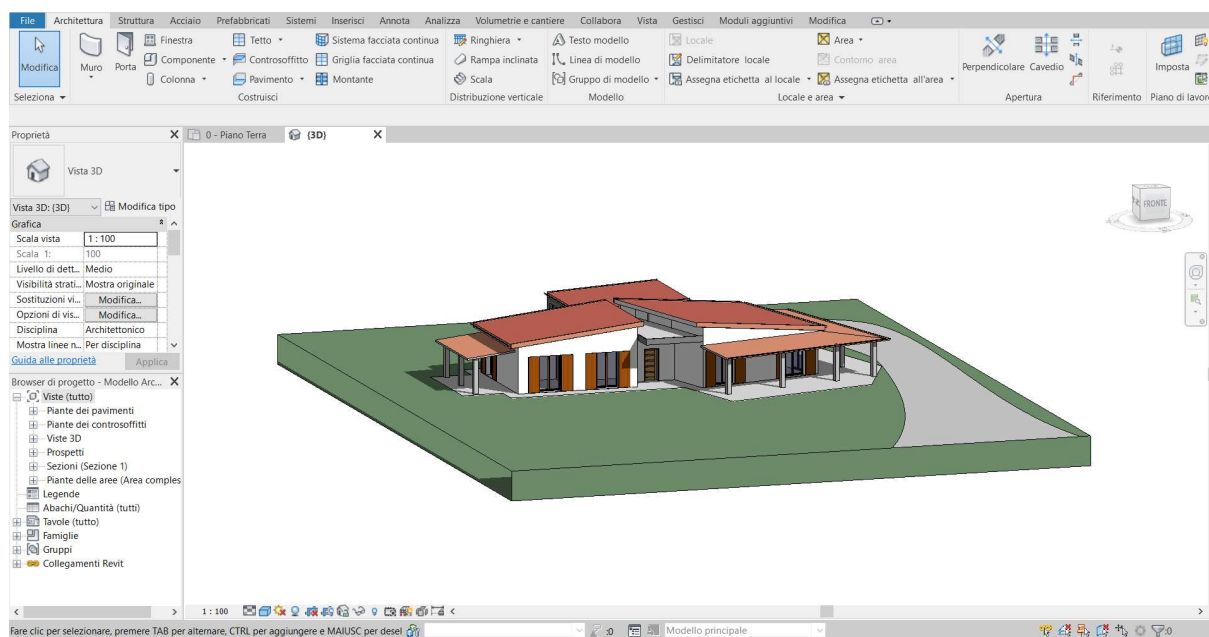 File Architettura Struttura Acciaio Prefabbricati Sistemi Inserisci Annota Analizza Volumetrie e cantiere Collabora Vista Gestisci Moduli aggiuntivi Modifica
Finestra Tetto Sistema facciata continua Ringhiera Testo modello Locale Area
Modifica Muro Porta Componente Controsoffitto Griglia facciata continua Rampa inclinata Linea di modello Delimitatore locale Contorno area Perpendicolare Cavedio Imposta
Colonna Pavimento Montante Scala Gruppo di modello Assegna etichetta al locale Assegna etichetta all'area
Seleziona Costruisci Distribuzione verticale Modello Locale e area Apertura Riferimento Piano di lavor
Proprietà X 0 - Piano Terra {3D} X
Vista 3D
Vista 3D: {3D} Modifica tipo
Grafica
Scala vista 1 : 100
Scala 1: 100
Livello di dett... Medio
Visibilità strati... Mostra originale
Sostituzioni vi... Modifica...
Opzioni di vis... Modifica...
Disciplina Architettonico
Mostra linee n... Per disciplina
Guida alle proprietà Applica
Browser di progetto - Modello Arc... X
Viste (tutto)
Piante dei pavimenti
Piante dei controsoffitti
Viste 3D
Prospetti
Sezioni (Sezione 1)
Piante delle aree (Area comples
Legende
Abachi/Quantità (tutti)
Tavole (tutto)
Famiglie
Gruppi
Collegamenti Revit
FRONTE
1 : 100
Fare clic per selezionare, premere TAB per alternare, CTRL per aggiungere e MAIUSC per desel :0 Modello principale :0